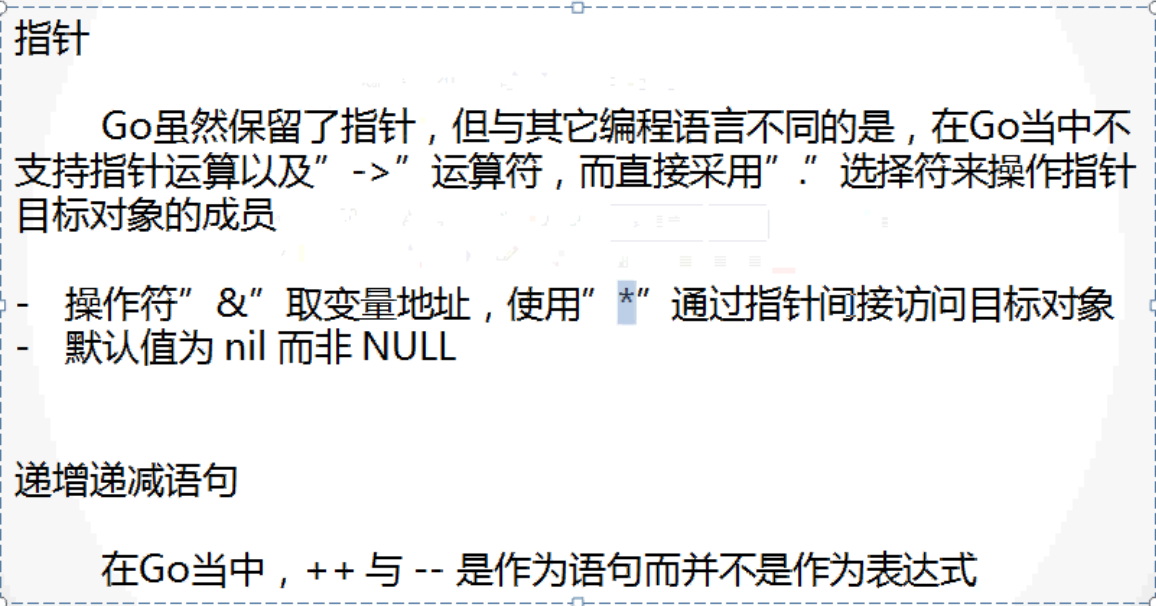 指针
Go虽然保留了指针，但与其它编程语言不同的是，在Go当中不
支持指针运算以及”->”运算符，而直接采用”.”选择符来操作指针
目标对象的成员
- 操作符”&”取变量地址，使用”*”通过指针间接访问目标对象
- 默认值为 nil 而非 NULL
递增递减语句
在Go当中，++ 与 -- 是作为语句而并不是作为表达式